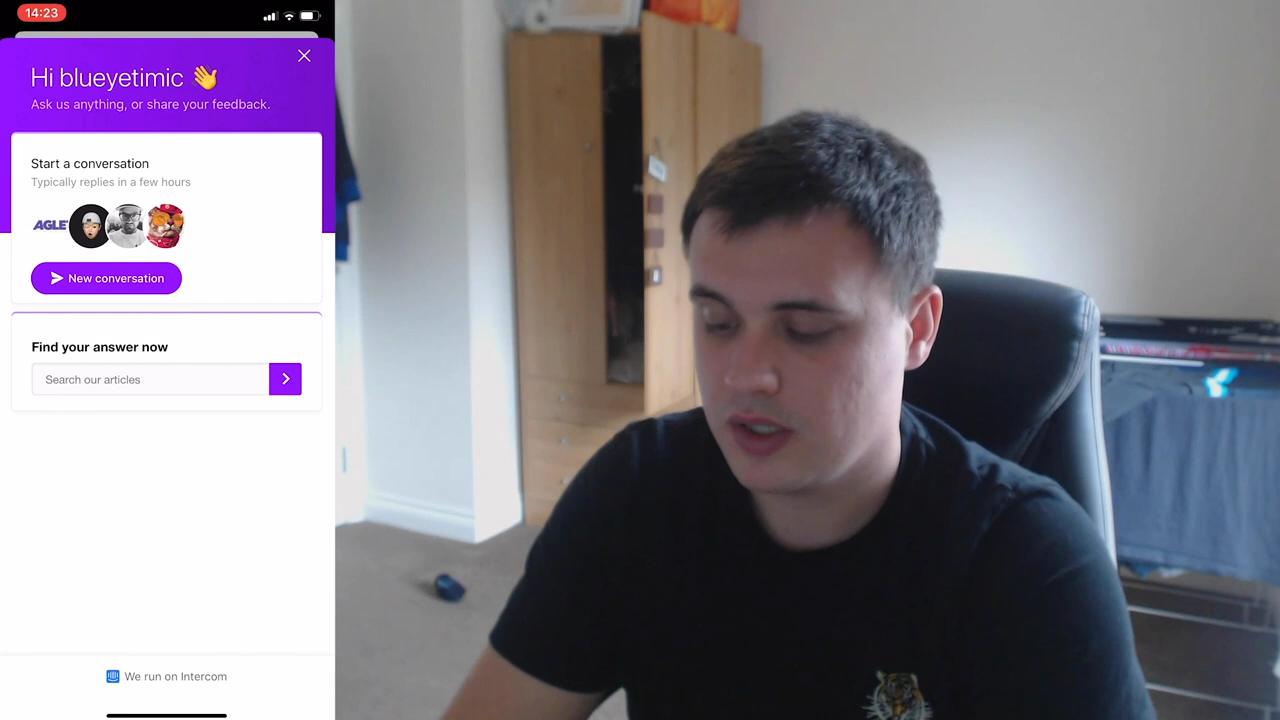 14:23
Hi blueyetimic 👋
Ask us anything, or share your feedback.
Start a conversation
Typically replies in a few hours
AGLE
New conversation
Find your answer now
Search our articles
We run on Intercom